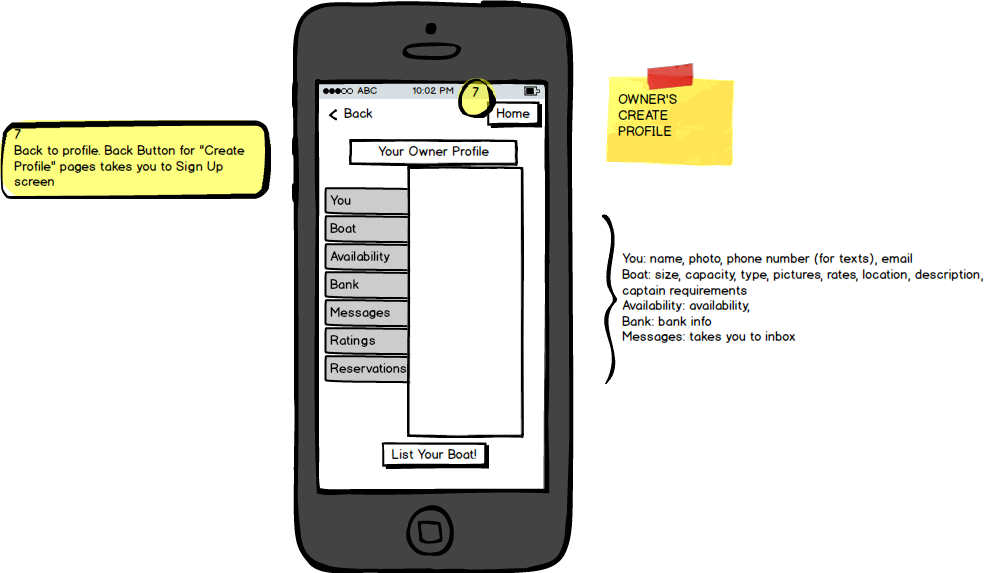 7
Back to profile. Back Button for "Create
Profile" pages takes you to Sign Up
screen
ABC
10:02 PM
7
Back
Home
Your Owner Profile
You
Boat
Availability
Bank
Messages
Ratings
Reservations
List Your Boat!
OWNER'S
CREATE
PROFILE
You: name, photo, phone number (for texts), email
Boat: size, capacity, type, pictures, rates, location, description,
captain requirements
Availability: availability,
Bank: bank info
Messages: takes you to inbox